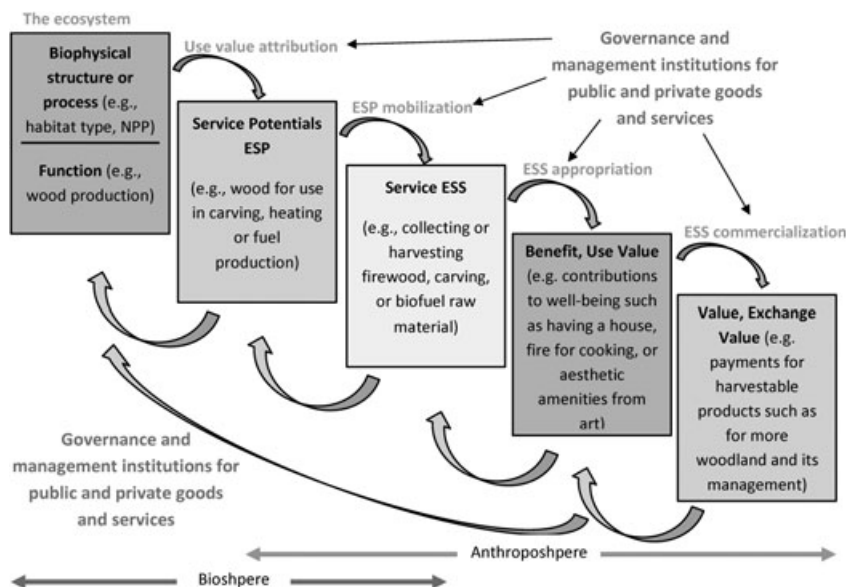 The ecosystem
Biophysical
structure or
process (e.g.,
habitat type, NPP)
Function (e.g.,
wood production)
Use value attribution
Service Potentials
ESP
(e.g., wood for use
in carving, heating
or fuel
production)
ESP mobilization
Service ESS
(e.g., collecting or
harvesting
firewood, carving,
or biofuel raw
material)
Governance and
management institutions for
public and private goods
and services
ESS appropriation
Benefit, Use Value
(e.g. contributions
to well-being such
as having a house,
fire for cooking, or
aesthetic
amenities from
art)
ESS commercialization
Value, Exchange
Value (e.g.
payments for
harvestable
products such as
for more
woodland and its
management)
Governance and
management institutions for
public and private goods
and services
Anthroposhpere
Bioshpere